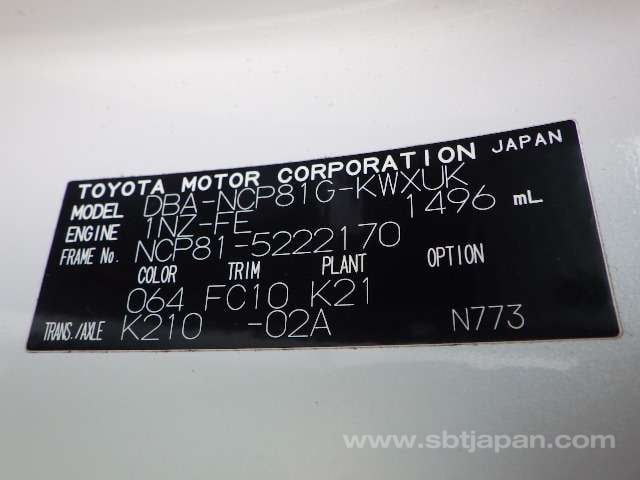 TOYOTA MOTOR CORPORATION JAPAN
MODEL DBA-NCP81G-KWXUK
ENGINE 1NZ-FE 1496 mL
FRAME No. NCP81-5222170
COLOR TRIM PLANT OPTION
064 FC10 K21
TRANS./AXLE K210 -02A N773
www.sbtjapan.com